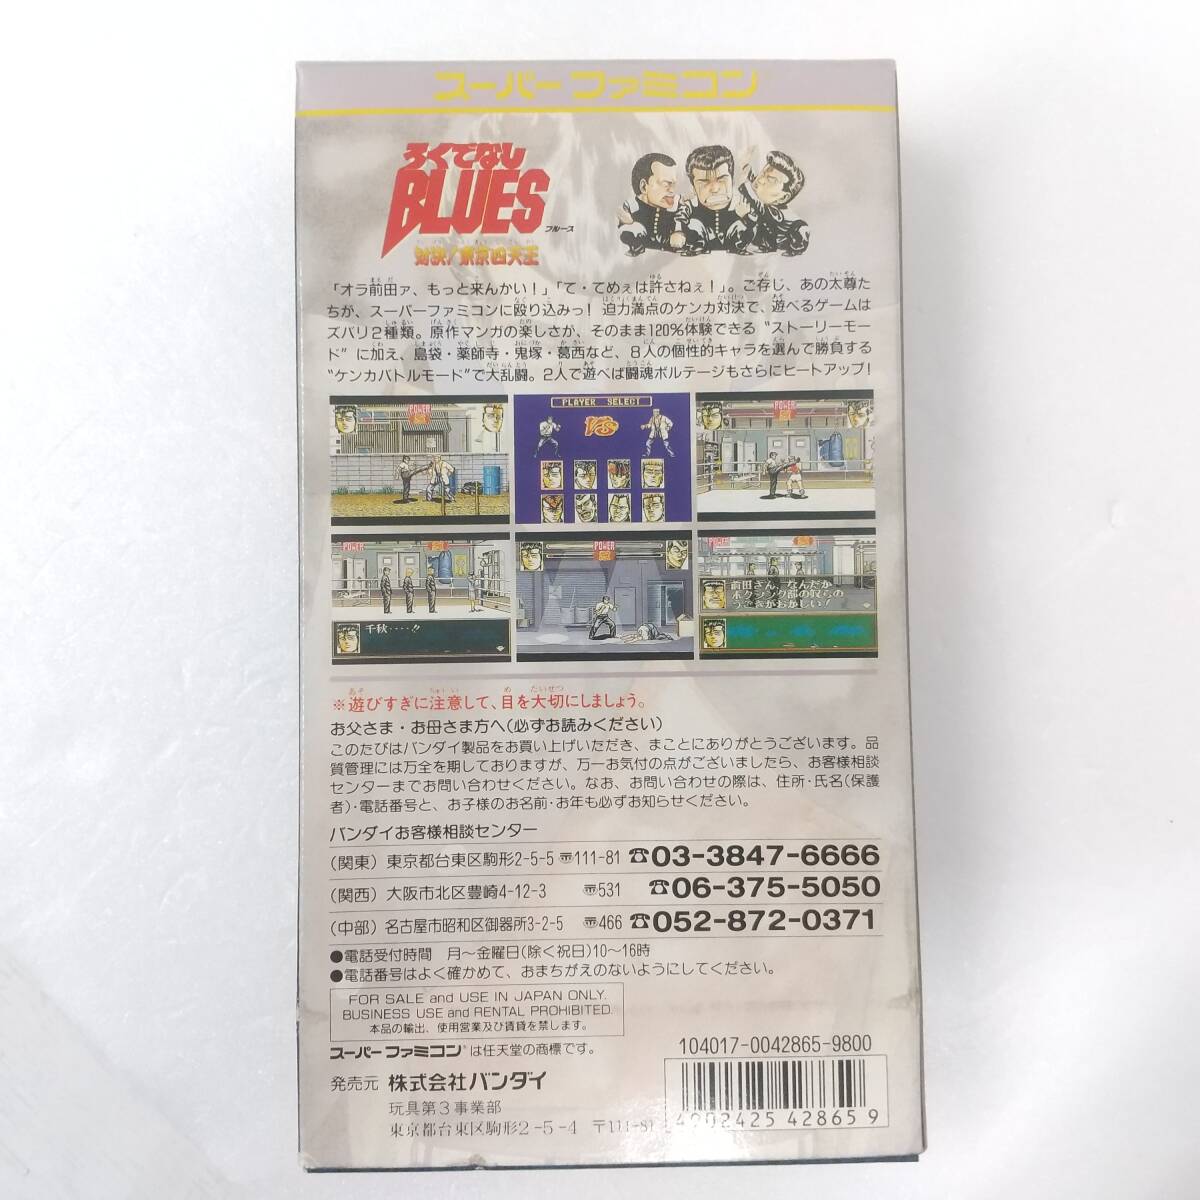 スーパーファミコン
ろくでなし
BLUES
ブルース
対決!東京四天王
「オラ前田ァ、もっと来んかい!」「て・てめぇは許さねぇ!」。ご存じ、あの太尊た
ちが、スーパーファミコンに殴り込みっ! 迫力満点のケンカ対決で、遊べるゲームは
ズバリ2種類。原作マンガの楽しさが、そのまま120%体験できる“ストーリーモー
ド”に加え、島袋・薬師寺・鬼塚・葛西など、8人の個性的キャラを選んで勝負する
“ケンカバトルモード”で大乱闘。2人で遊べば闘魂ボルテージもさらにヒートアップ!
POWER
PLAYER SELECT
VS
POWER
POWER
千秋・・・・!!
POWER
POWER
前田さん、なんだか
ボクシング部の奴らの
うごきがおかしい!
※遊びすぎに注意して、目を大切にしましょう。
お父さま・お母さま方へ(必ずお読みください)
このたびはバンダイ製品をお買い上げいただき、まことにありがとうございます。品
質管理には万全を期しておりますが、万一お気付の点がございましたら、お客様相談
センターまでお問い合わせください。なお、お問い合わせの際は、住所・氏名(保護
者)・電話番号と、お子様のお名前・お年も必ずお知らせください。
バンダイお客様相談センター
(関東) 東京都台東区駒形2-5-5 〠111-81 ☎03-3847-6666
(関西) 大阪市北区豊崎4-12-3 〠531 ☎06-375-5050
(中部) 名古屋市昭和区御器所3-2-5 〠466 ☎052-872-0371
●電話受付時間 月〜金曜日(除く祝日)10〜16時
●電話番号はよく確かめて、おまちがえのないようにしてください。
FOR SALE and USE IN JAPAN ONLY.
BUSINESS USE and RENTAL PROHIBITED.
本品の輸出、使用営業及び賃貸を禁じます。
スーパーファミコン®は任天堂の商標です。
104017-0042865-9800
発売元 株式会社バンダイ
玩具第3事業部
東京都台東区駒形2-5-4 〒111-81
4902425 428659